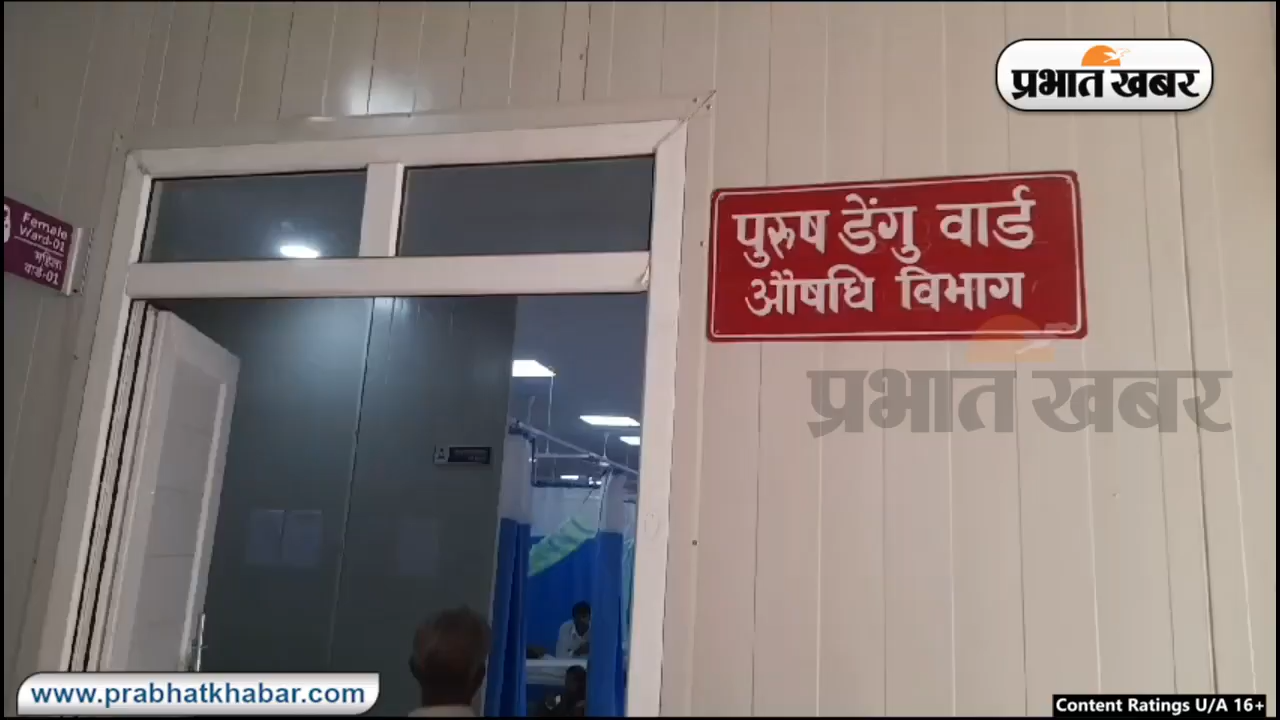 प्रभात खबर
पुरुष डेंगु वार्ड
औषधि विभाग
Female
Ward-01
महिला
वार्ड-01
प्रभात खबर
www.prabhatkhabar.com
Content Ratings U/A 16+